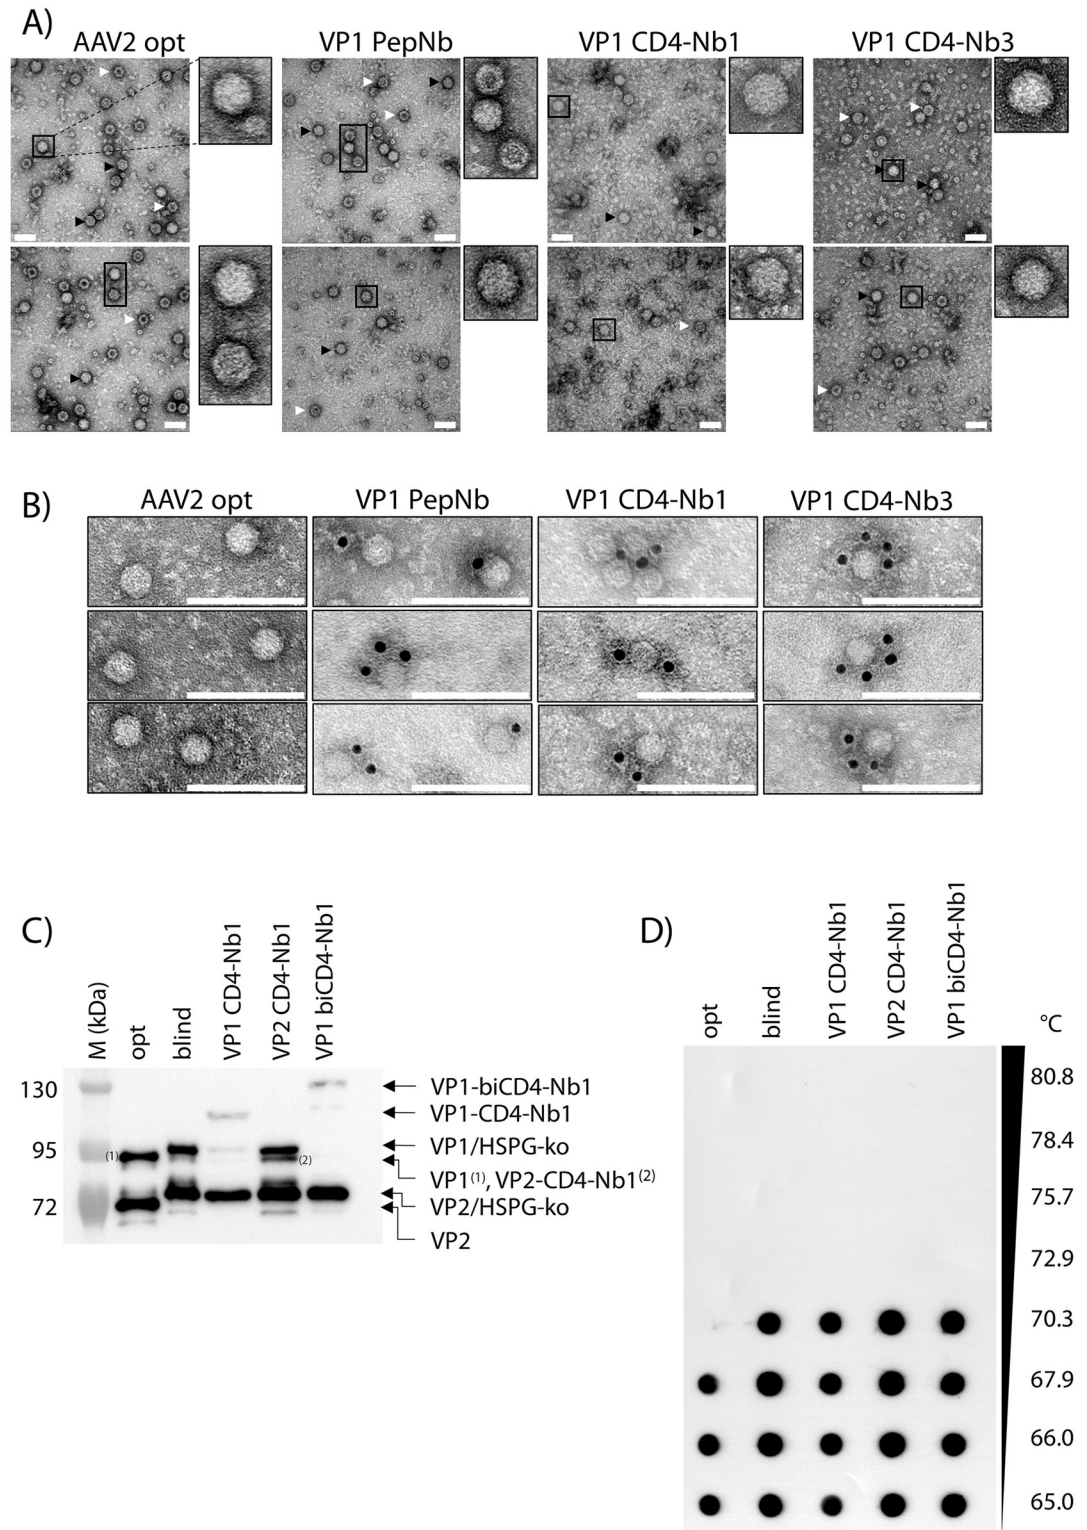 A)
AAV2 opt
VP1 PepNb
VP1 CD4-Nb1
VP1 CD4-Nb3
B)
AAV2 opt
VP1 PepNb
VP1 CD4-Nb1
VP1 CD4-Nb3
C)
M (kDa)
opt
blind
VP1 CD4-Nb1
VP2 CD4-Nb1
VP1 biCD4-Nb1
130
95
72
(1)
(2)
VP1-biCD4-Nb1
VP1-CD4-Nb1
VP1/HSPG-ko
VP1(1), VP2-CD4-Nb1(2)
VP2/HSPG-ko
VP2
D)
opt
blind
VP1 CD4-Nb1
VP2 CD4-Nb1
VP1 biCD4-Nb1
°C
80.8
78.4
75.7
72.9
70.3
67.9
66.0
65.0